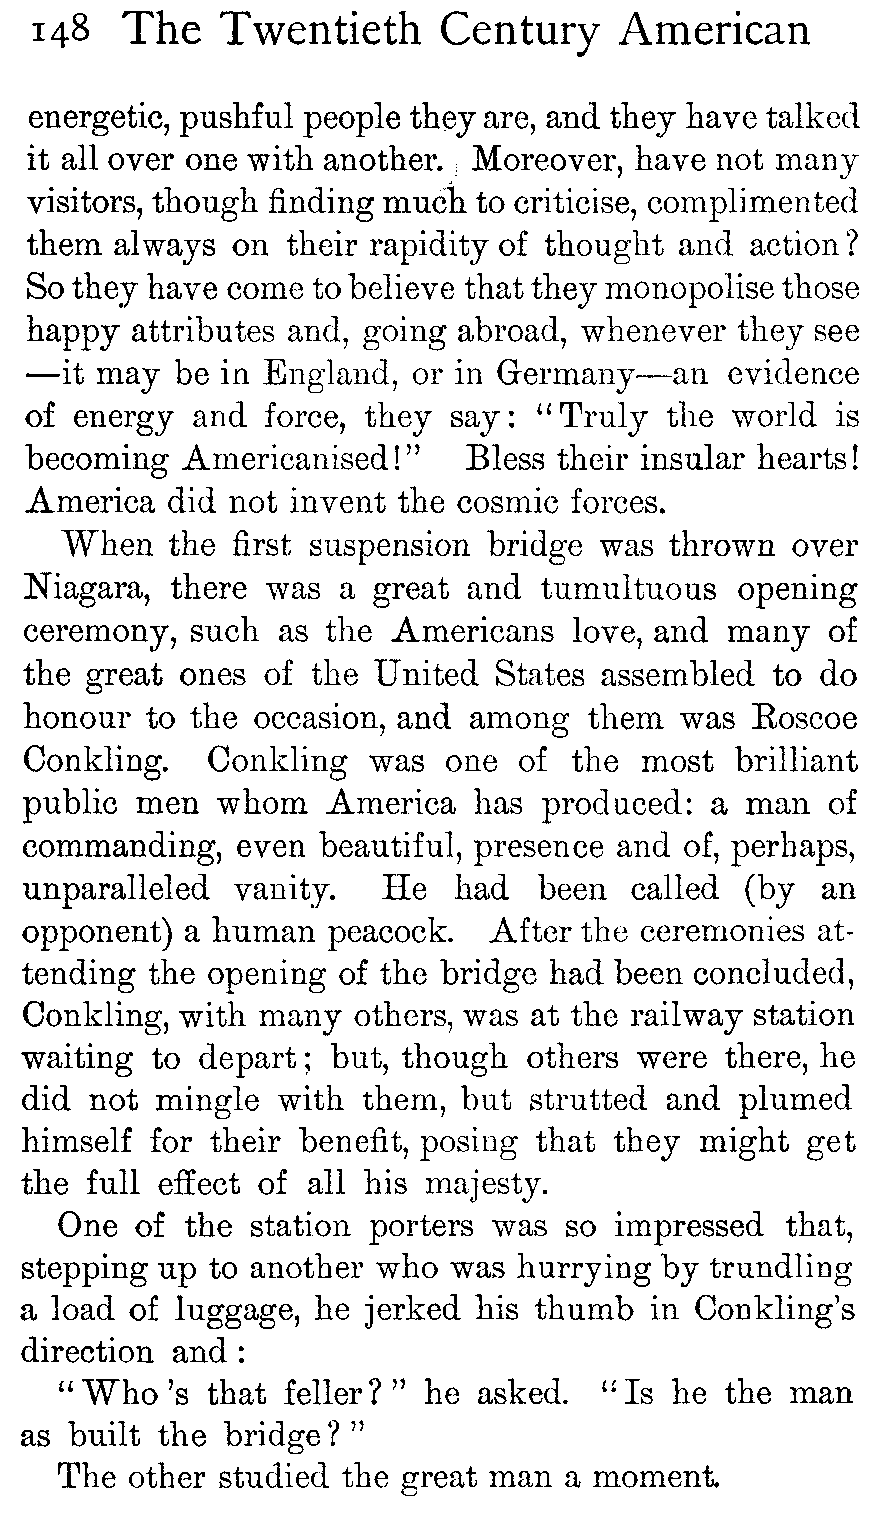 148 The Twentieth Century American
energetic, pushful people they are, and they have talked
it all over one with another. Moreover, have not many
visitors, though finding much to criticise, complimented
them always on their rapidity of thought and action?
So they have come to believe that they monopolise those
happy attributes and, going abroad, whenever they see
—it may be in England, or in Germany—an evidence
of energy and force, they say: "Truly the world is
becoming Americanised!" Bless their insular hearts!
America did not invent the cosmic forces.
When the first suspension bridge was thrown over
Niagara, there was a great and tumultuous opening
ceremony, such as the Americans love, and many of
the great ones of the United States assembled to do
honour to the occasion, and among them was Roscoe
Conkling. Conkling was one of the most brilliant
public men whom America has produced: a man of
commanding, even beautiful, presence and of, perhaps,
unparalleled vanity. He had been called (by an
opponent) a human peacock. After the ceremonies at-
tending the opening of the bridge had been concluded,
Conkling, with many others, was at the railway station
waiting to depart; but, though others were there, he
did not mingle with them, but strutted and plumed
himself for their benefit, posing that they might get
the full effect of all his majesty.
One of the station porters was so impressed that,
stepping up to another who was hurrying by trundling
a load of luggage, he jerked his thumb in Conkling's
direction and :
"Who 's that feller?" he asked. "Is he the man
as built the bridge?"
The other studied the great man a moment.